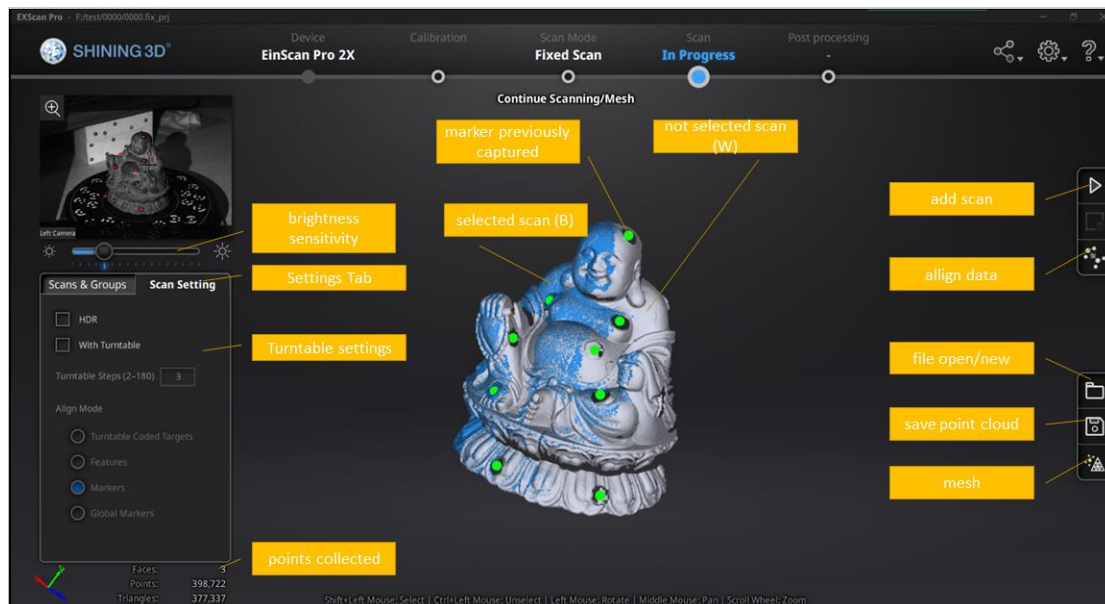 EXScan Pro - F:/test/0000/0000.fix_prj
SHINING 3D®
Device
EinScan Pro 2X
Calibration
Scan Mode
Fixed Scan
Scan
In Progress
Post processing
-
Continue Scanning/Mesh
marker previously
captured
not selected scan
(W)
selected scan (B)
add scan
allign data
Left Camera
brightness
sensitivity
Settings Tab
Scans & Groups
Scan Setting
HDR
With Turntable
Turntable settings
Turntable Steps (2-180) 3
Align Mode
Turntable Coded Targets
Features
Markers
Global Markers
file open/new
save point cloud
mesh
points collected
Faces: 3
Points: 398,722
Triangles: 377,337
Shift+Left Mouse: Select | Ctrl+Left Mouse: Unselect | Left Mouse: Rotate | Middle Mouse: Pan | Scroll Wheel: Zoom